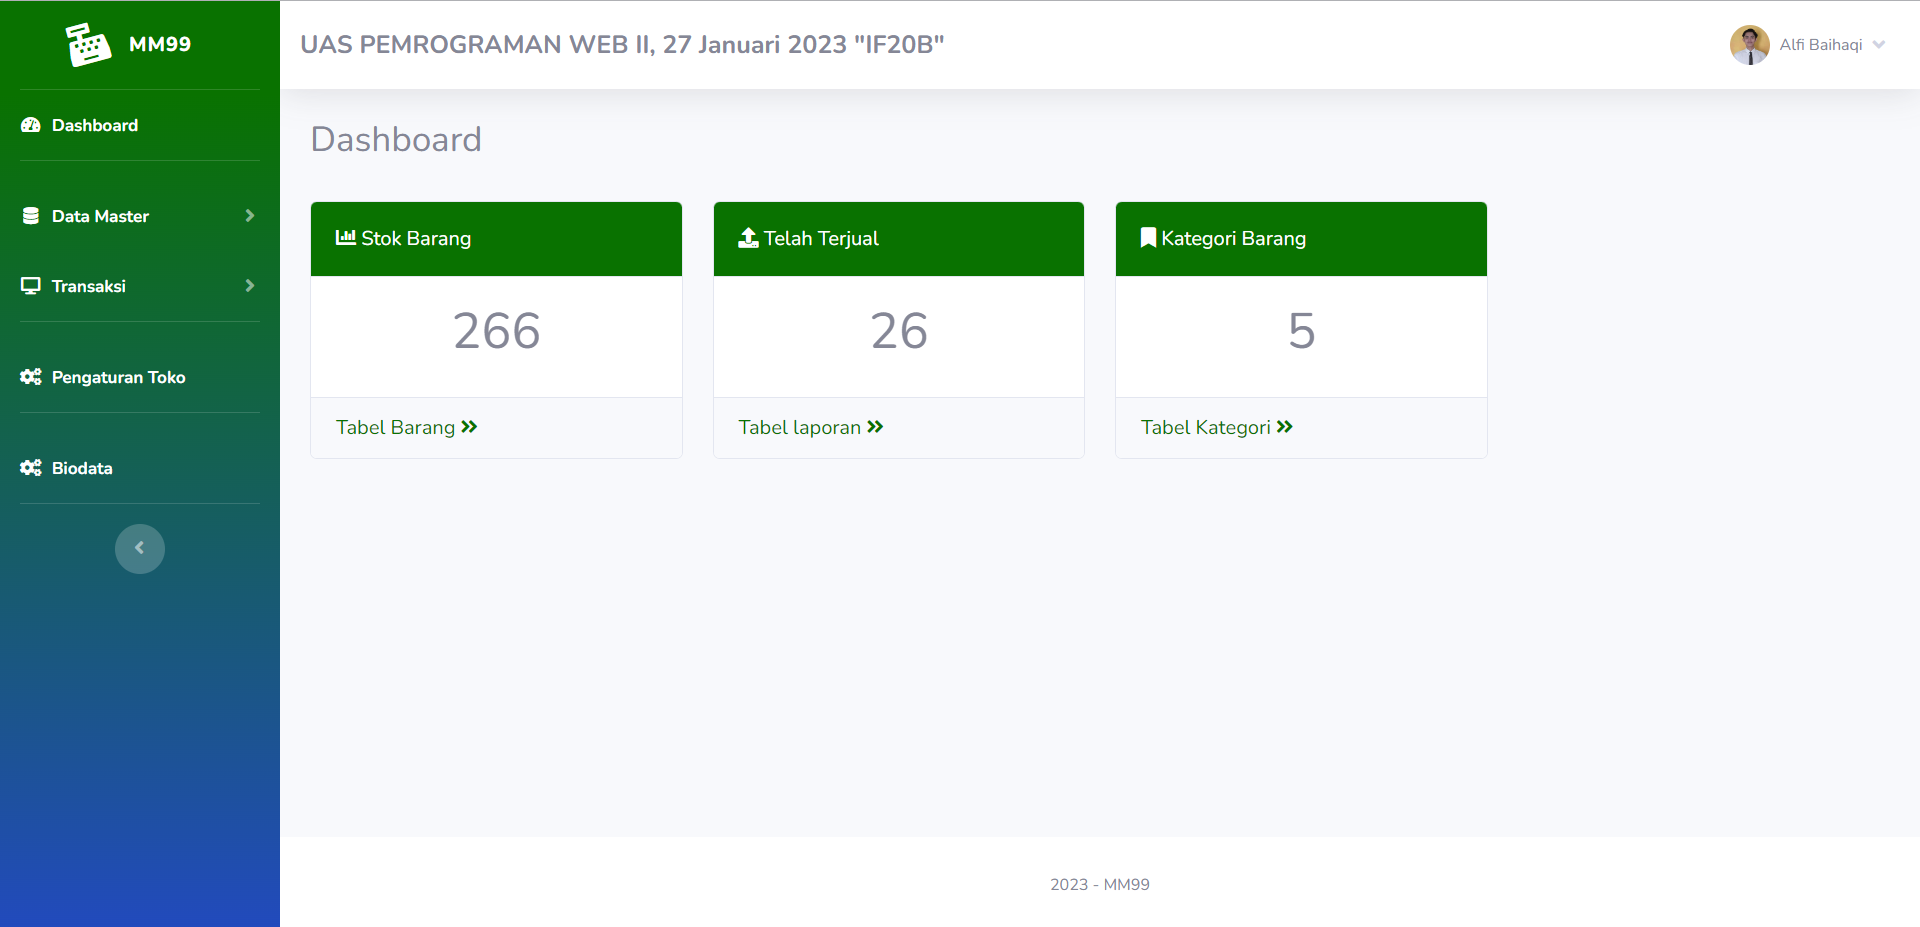 MM99
UAS PEMROGRAMAN WEB II, 27 Januari 2023 "IF20B"
Alfi Baihaqi
Dashboard
Data Master
Transaksi
Pengaturan Toko
Biodata
Dashboard
Stok Barang
266
Tabel Barang
Telah Terjual
26
Tabel laporan
Kategori Barang
5
Tabel Kategori
2023 - MM99